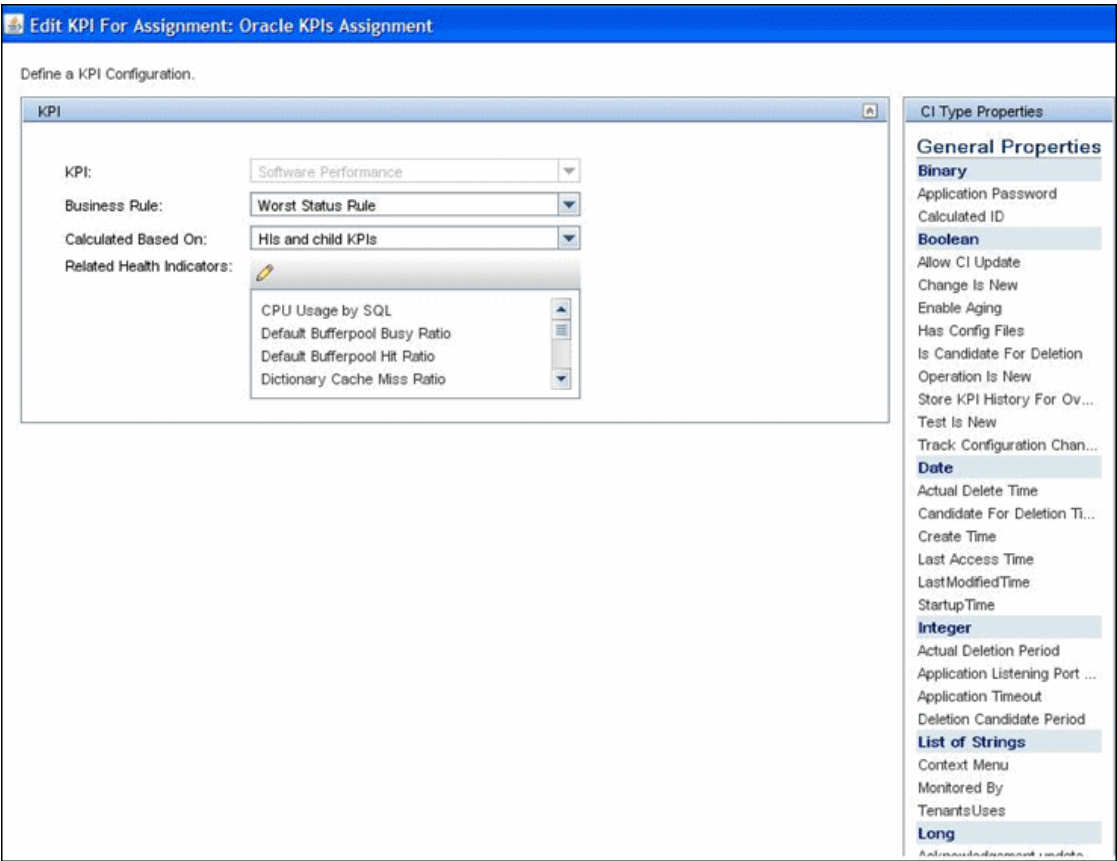 Edit KPI For Assignment: Oracle KPIs Assignment
Define a KPI Configuration.
KPI
KPI: Software Performance
Business Rule: Worst Status Rule
Calculated Based On: HIs and child KPIs
Related Health Indicators:
CPU Usage by SQL
Default Bufferpool Busy Ratio
Default Bufferpool Hit Ratio
Dictionary Cache Miss Ratio
CI Type Properties
General Properties
Binary
Application Password
Calculated ID
Boolean
Allow CI Update
Change Is New
Enable Aging
Has Config Files
Is Candidate For Deletion
Operation Is New
Store KPI History For Ov...
Test Is New
Track Configuration Chan...
Date
Actual Delete Time
Candidate For Deletion Ti...
Create Time
Last Access Time
LastModifiedTime
StartupTime
Integer
Actual Deletion Period
Application Listening Port ...
Application Timeout
Deletion Candidate Period
List of Strings
Context Menu
Monitored By
TenantsUses
Long